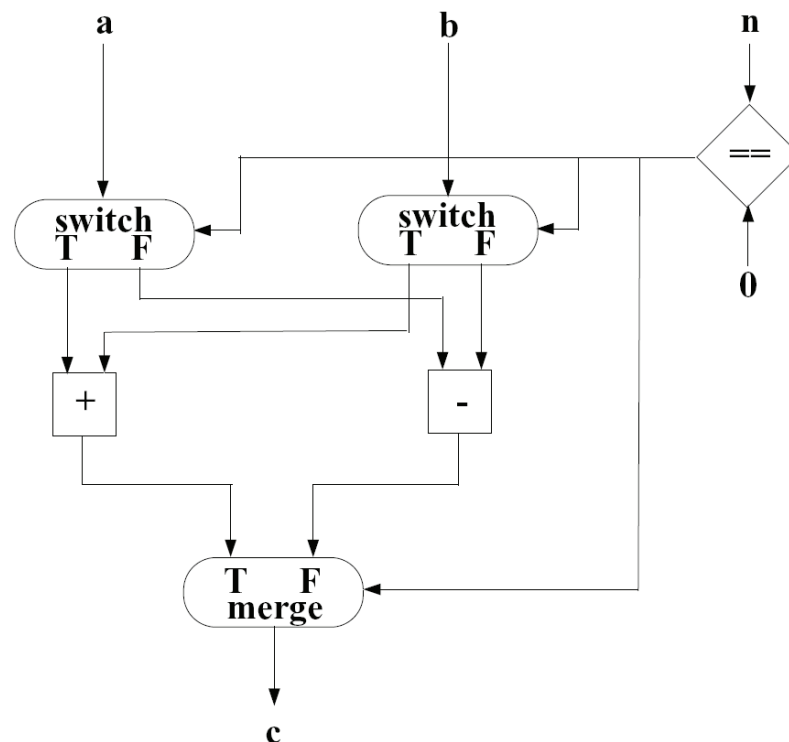 a b n
==
switch
T F
switch
T F
0
+ -
T F
merge
c